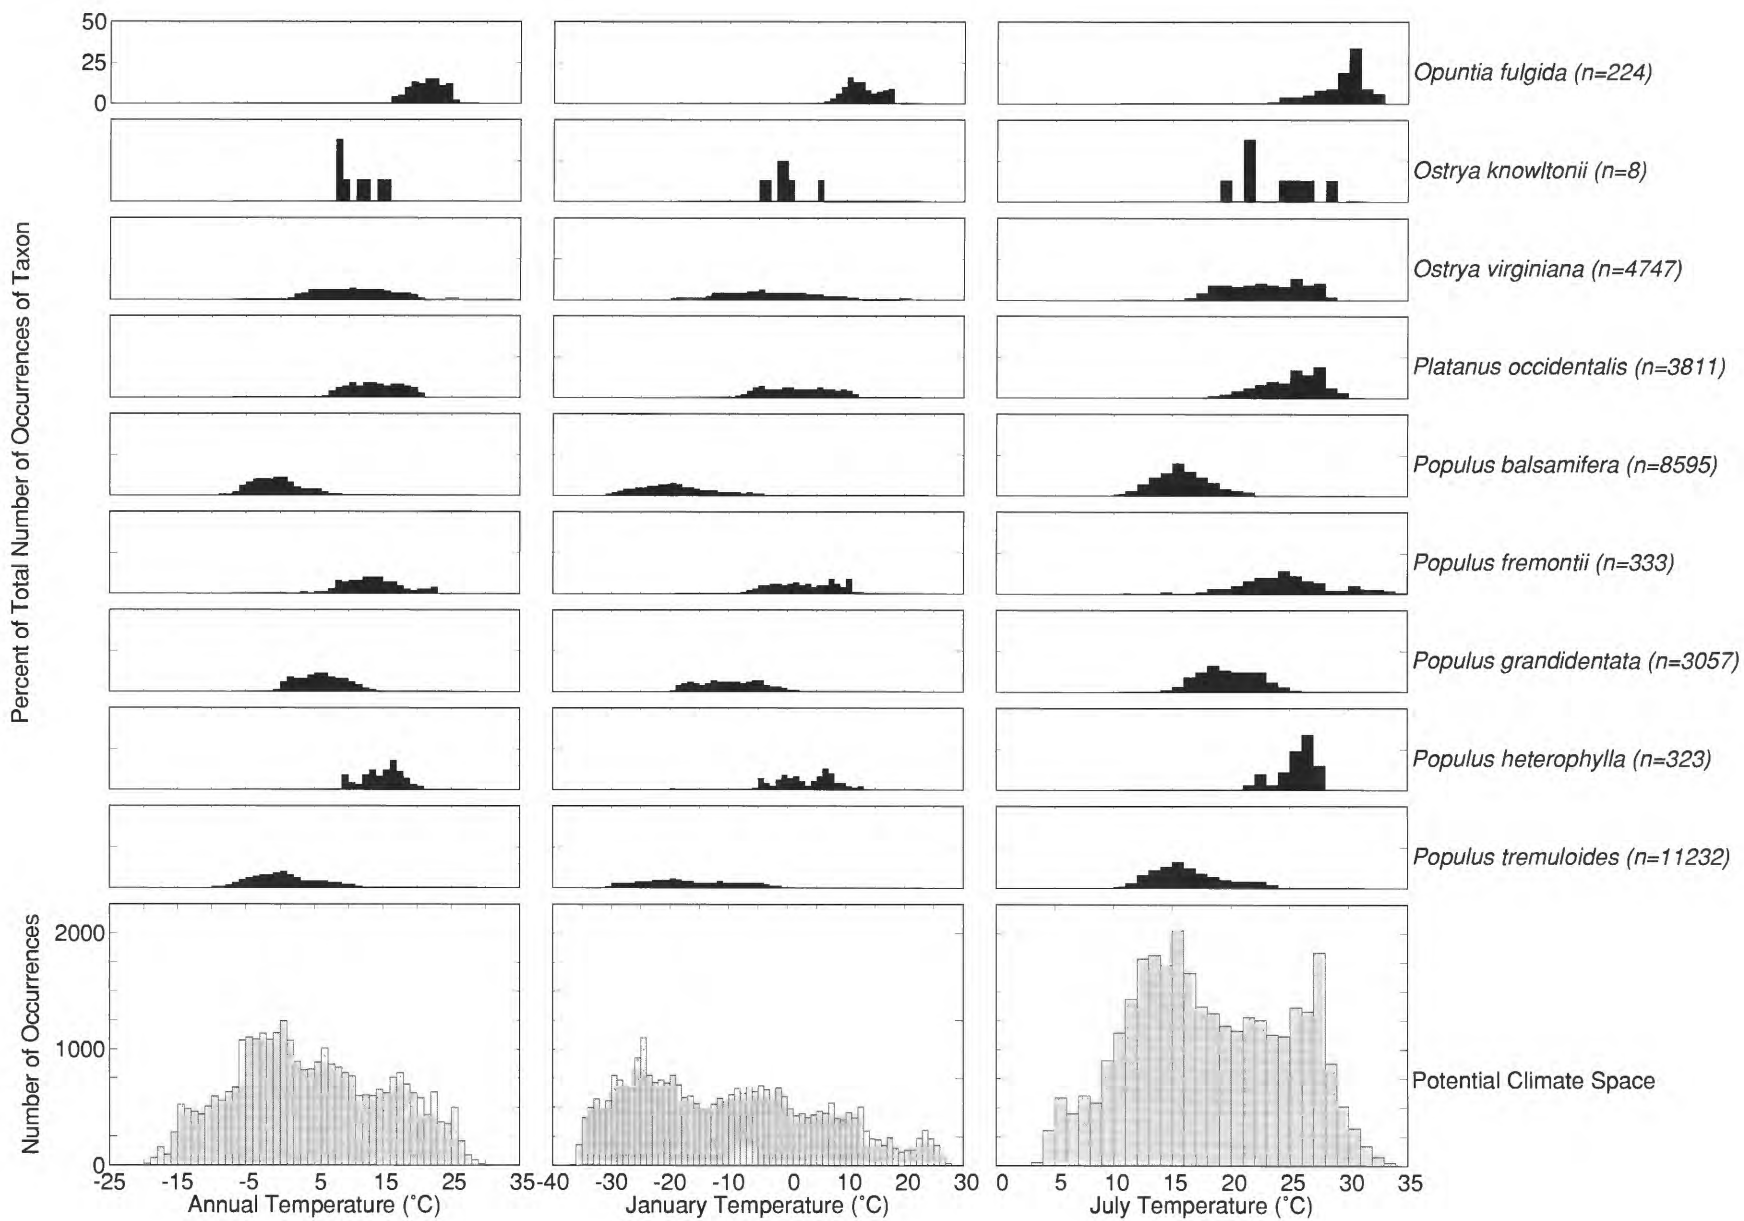 50
25
0
Opuntia fulgida (n=224)
Ostrya knowltonii (n=8)
Ostrya virginiana (n=4747)
Platanus occidentalis (n=3811)
Populus balsamifera (n=8595)
Populus fremontii (n=333)
Populus grandidentata (n=3057)
Populus heterophylla (n=323)
Populus tremuloides (n=11232)
Percent of Total Number of Occurrences of Taxon
Number of Occurrences
2000
1000
0
Potential Climate Space
-25 -15 -5 5 15 25 35
-40 -30 -20 -10 0 10 20 30
0 5 10 15 20 25 30 35
Annual Temperature (°C)
January Temperature (°C)
July Temperature (°C)